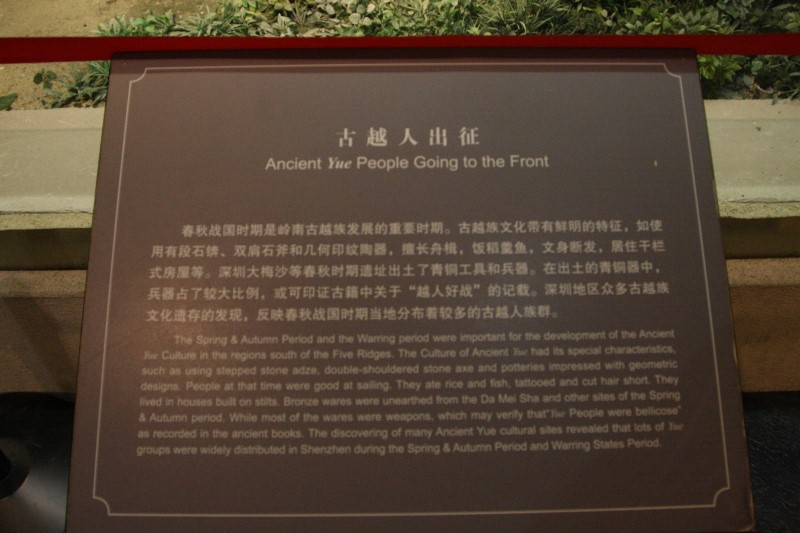 古越人出征
Ancient Yue People Going to the Front
春秋战国时期是岭南古越族发展的重要时期。古越族文化带有鲜明的特征，如使
用有段石锛、双肩石斧和几何印纹陶器，擅长舟楫，饭稻羹鱼，文身断发，居住干栏
式房屋等。深圳大梅沙等春秋时期遗址出土了青铜工具和兵器。在出土的青铜器中，
兵器占了较大比例，或可印证古籍中关于“越人好战”的记载。深圳地区众多古越族
文化遗存的发现，反映春秋战国时期当地分布着较多的古越人族群。
The Spring & Autumn Period and the Warring period were important for the development of the Ancient
Yue Culture in the regions south of the Five Ridges. The Culture of Ancient Yue had its special characteristics,
such as using stepped stone adze, double-shouldered stone axe and potteries impressed with geometric
designs. People at that time were good at sailing. They ate rice and fish, tattooed and cut hair short. They
lived in houses built on stilts. Bronze wares were unearthed from the Da Mei Sha and other sites of the Spring
& Autumn period. While most of the wares were weapons, which may verify that"Yue People were bellicose"
as recorded in the ancient books. The discovering of many Ancient Yue cultural sites revealed that lots of Yue
groups were widely distributed in Shenzhen during the Spring & Autumn Period and Warring States Period.